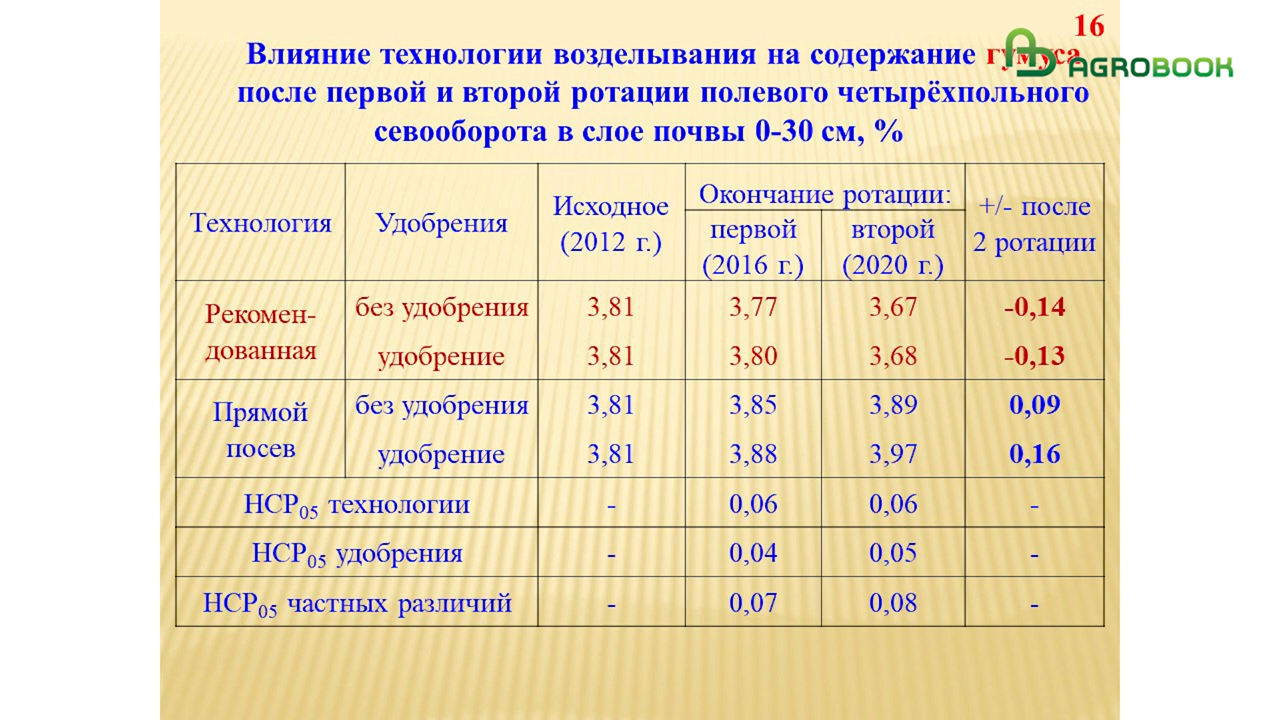 16
Влияние технологии возделывания на содержание гумуса
AGROBOOK
после первой и второй ротации полевого четырёхпольного
севооборота в слое почвы 0-30 см, %
Технология Удобрения Исходное (2012 г.) Окончание ротации: +/- после 2 ротации
первой (2016 г.) второй (2020 г.)
Рекомен-
дованная
без удобрения 3,81 3,77 3,67 -0,14
удобрение 3,81 3,80 3,68 -0,13
Прямой
посев
без удобрения 3,81 3,85 3,89 0,09
удобрение 3,81 3,88 3,97 0,16
НСР05 технологии - 0,06 0,06 -
НСР05 удобрения - 0,04 0,05 -
НСР05 частных различий - 0,07 0,08 -